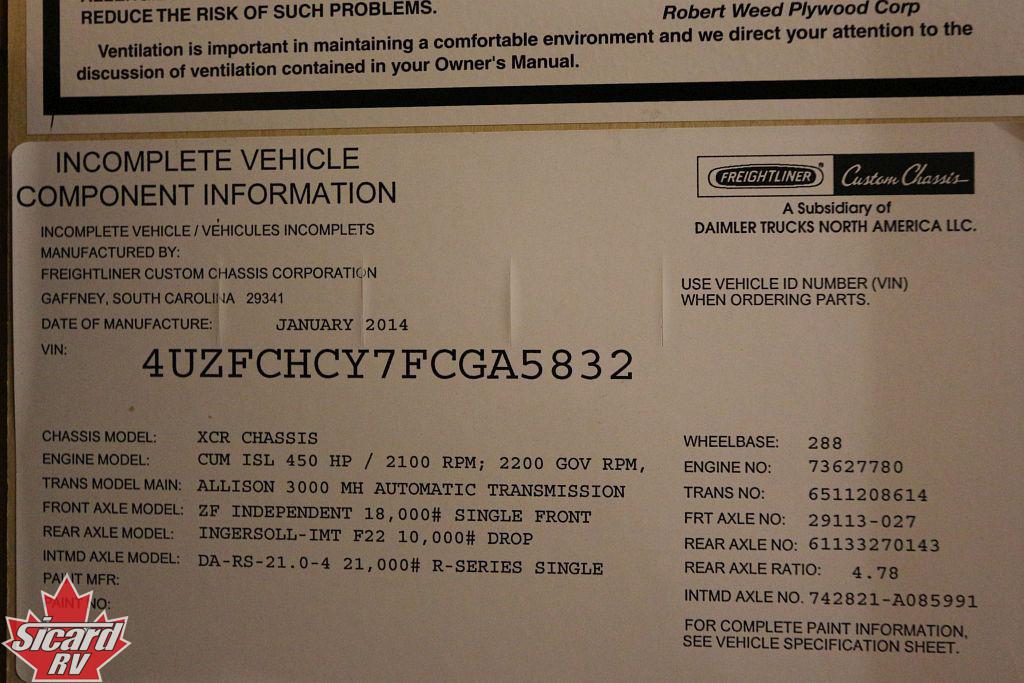 REDUCE THE RISK OF SUCH PROBLEMS.
Robert Weed Plywood Corp
Ventilation is important in maintaining a comfortable environment and we direct your attention to the
discussion of ventilation contained in your Owner's Manual.
INCOMPLETE VEHICLE
COMPONENT INFORMATION
INCOMPLETE VEHICLE / VÉHICULES INCOMPLETS
MANUFACTURED BY:
FREIGHTLINER CUSTOM CHASSIS CORPORATION
GAFFNEY, SOUTH CAROLINA 29341
DATE OF MANUFACTURE: JANUARY 2014
VIN: 4UZFCHCY7FCGA5832
FREIGHTLINER Custom Chassis
A Subsidiary of
DAIMLER TRUCKS NORTH AMERICA LLC.
USE VEHICLE ID NUMBER (VIN)
WHEN ORDERING PARTS.
CHASSIS MODEL: XCR CHASSIS
ENGINE MODEL: CUM ISL 450 HP / 2100 RPM; 2200 GOV RPM,
TRANS MODEL MAIN: ALLISON 3000 MH AUTOMATIC TRANSMISSION
FRONT AXLE MODEL: ZF INDEPENDENT 18,000# SINGLE FRONT
REAR AXLE MODEL: INGERSOLL-IMT F22 10,000# DROP
INTMD AXLE MODEL: DA-RS-21.0-4 21,000# R-SERIES SINGLE
PAINT MFR:
PAINT NO:
WHEELBASE: 288
ENGINE NO: 73627780
TRANS NO: 6511208614
FRT AXLE NO: 29113-027
REAR AXLE NO: 61133270143
REAR AXLE RATIO: 4.78
INTMD AXLE NO. 742821-A085991
FOR COMPLETE PAINT INFORMATION,
SEE VEHICLE SPECIFICATION SHEET.
Sicard
RV